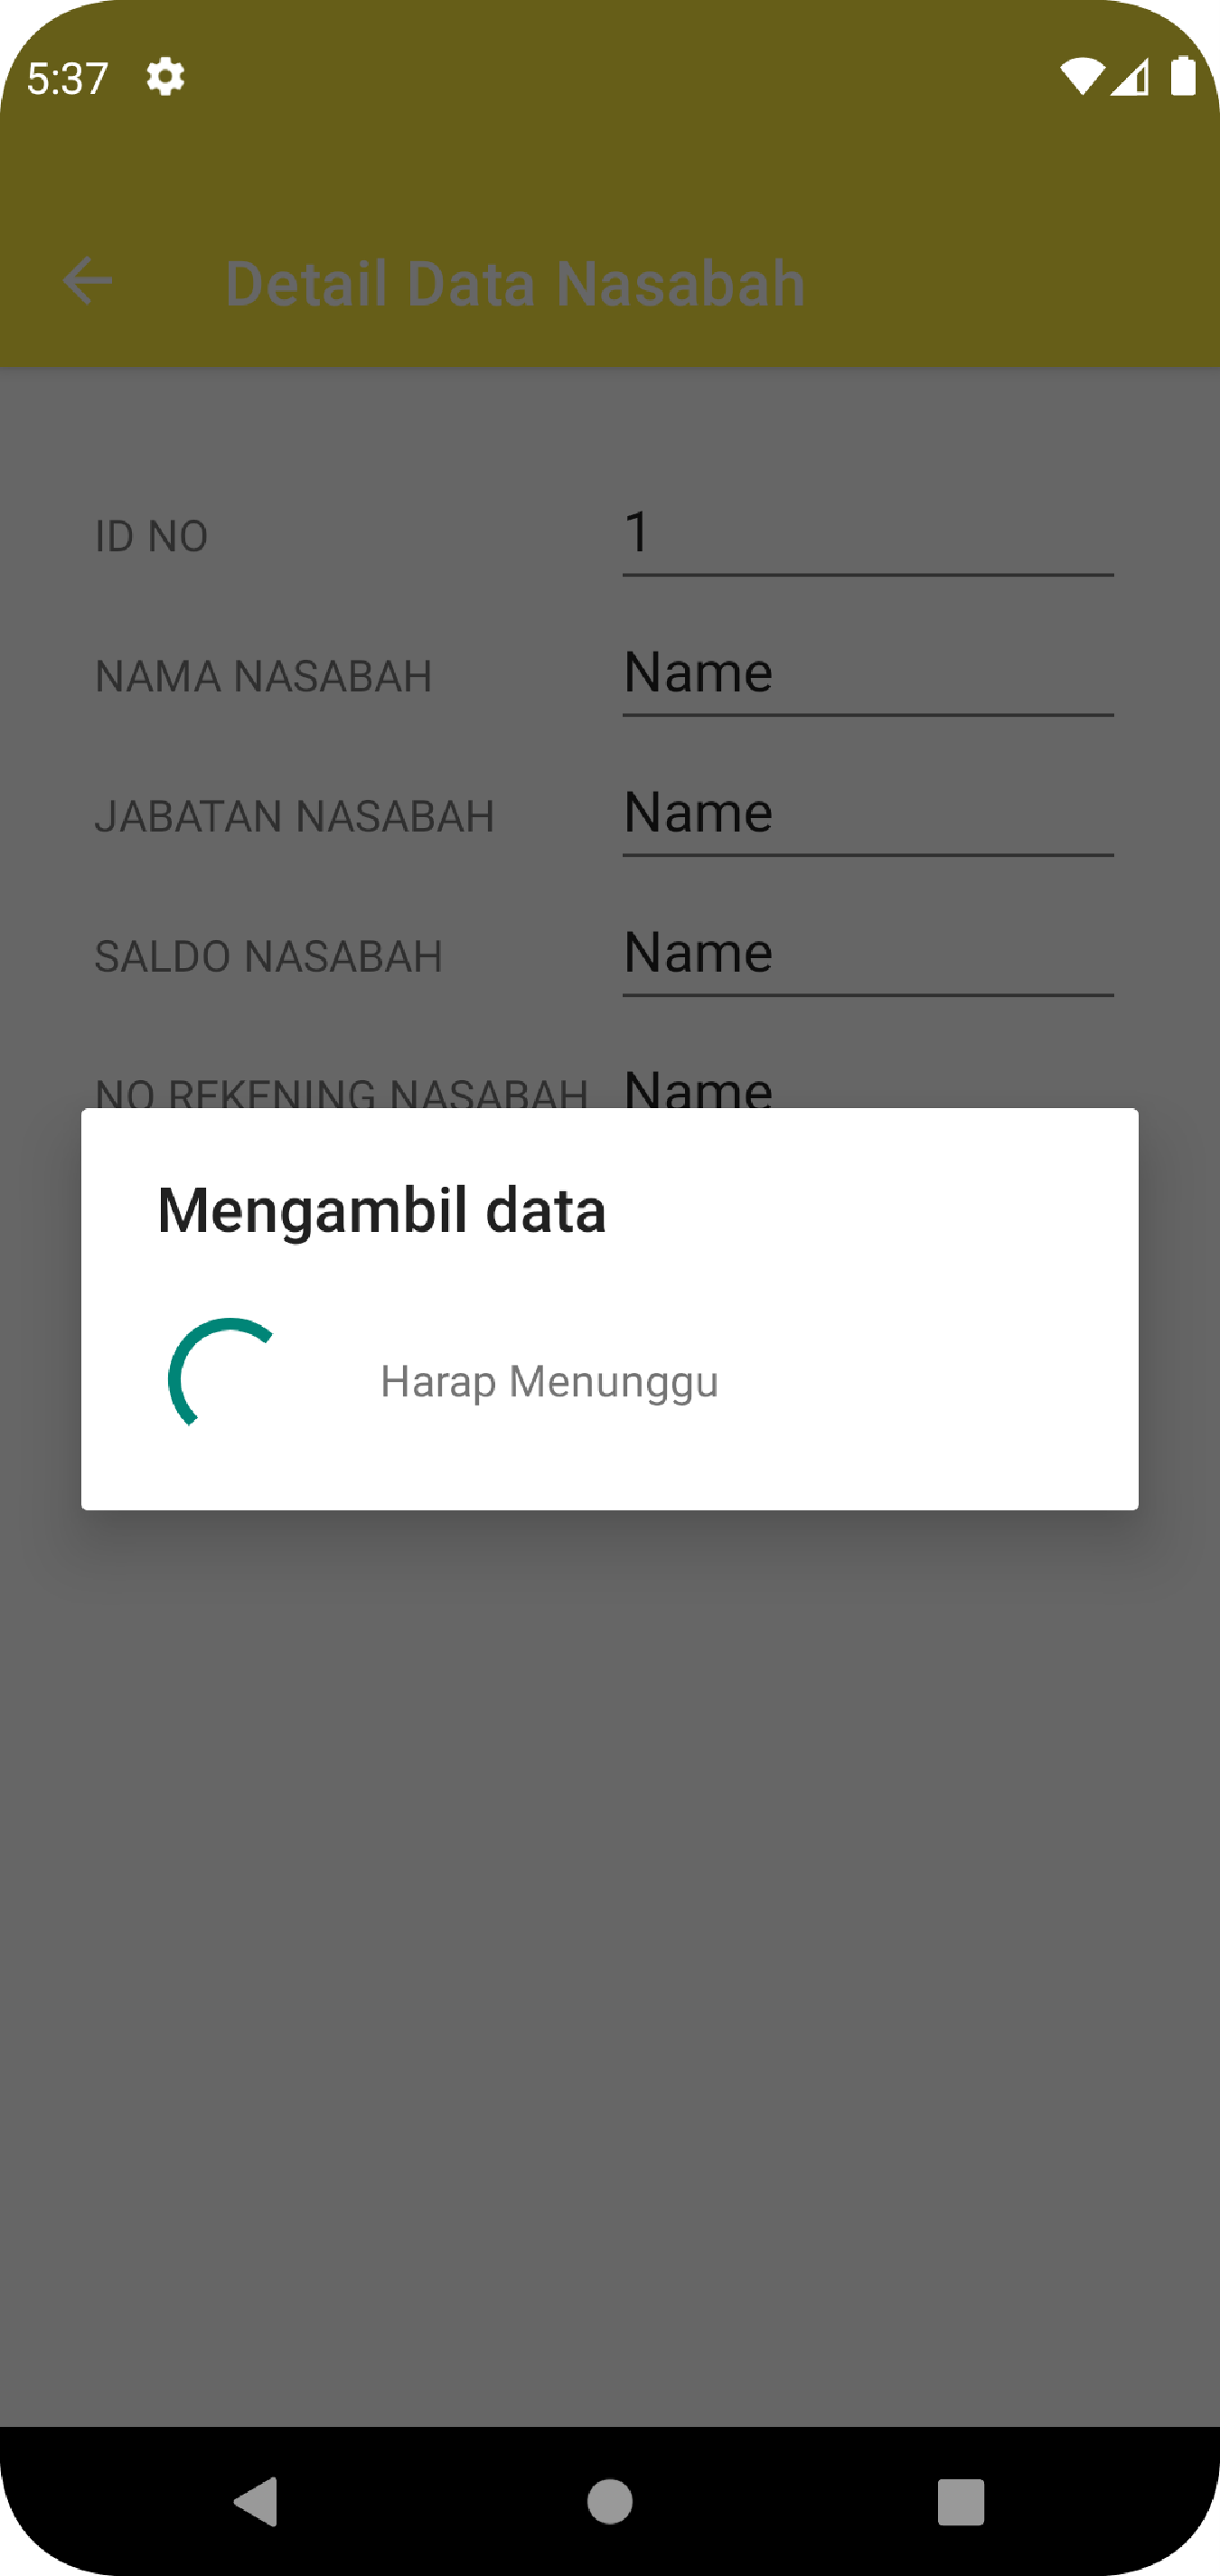 5:37
Detail Data Nasabah
ID NO 1
NAMA NASABAH Name
JABATAN NASABAH Name
SALDO NASABAH Name
NO REKENING NASABAH Name
Mengambil data
Harap Menunggu